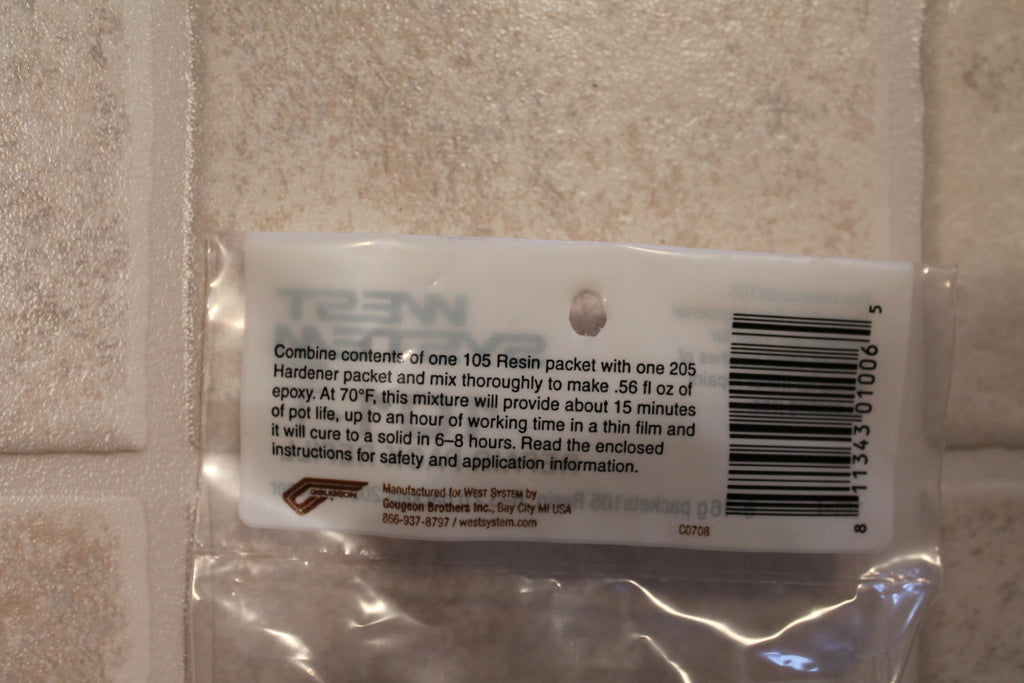 Combine contents of one 105 Resin packet with one 205
Hardener packet and mix thoroughly to make .56 fl oz of
epoxy. At 70°F, this mixture will provide about 15 minutes
of pot life, up to an hour of working time in a thin film and
it will cure to a solid in 6–8 hours. Read the enclosed
instructions for safety and application information.
GOUGEON
Manufactured for WEST SYSTEM by
Gougeon Brothers Inc., Bay City MI USA
866-937-8797 / westsystem.com
C0708
8 11343 01006 5
WEST
SYSTEM